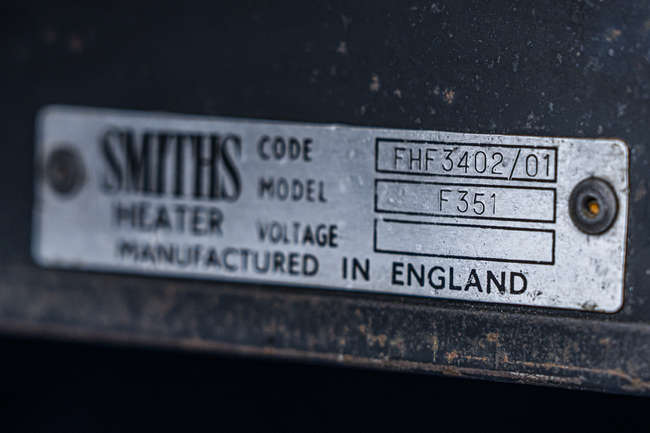 SMITHS
HEATER
CODE FHF3402/01
MODEL F351
VOLTAGE
MANUFACTURED IN ENGLAND